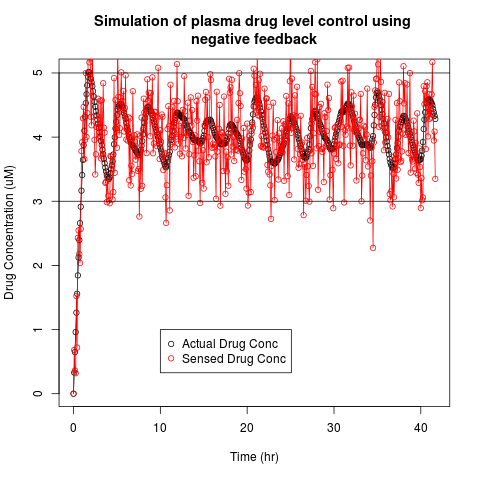 Simulation of plasma drug level control using
negative feedback
Drug Concentration (uM)
5
4
3
2
1
0
Actual Drug Conc
Sensed Drug Conc
0 10 20 30 40
Time (hr)